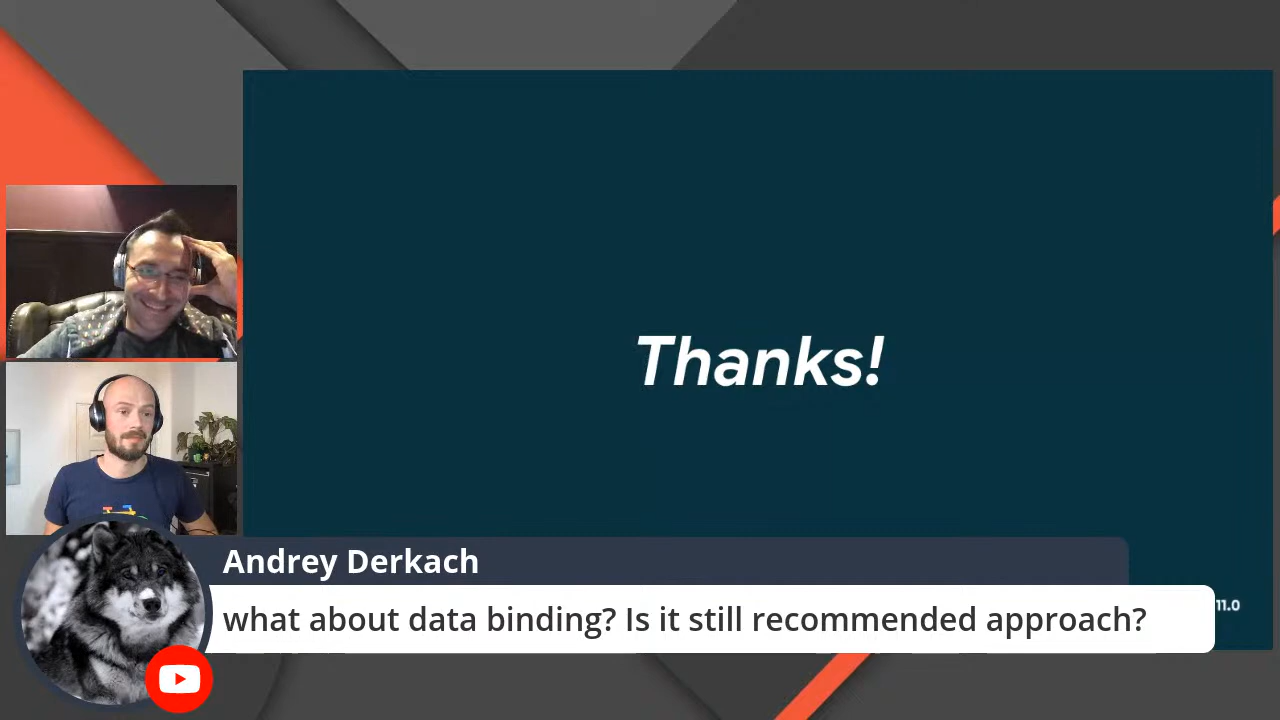 Thanks!
11.0
Andrey Derkach
what about data binding? Is it still recommended approach?